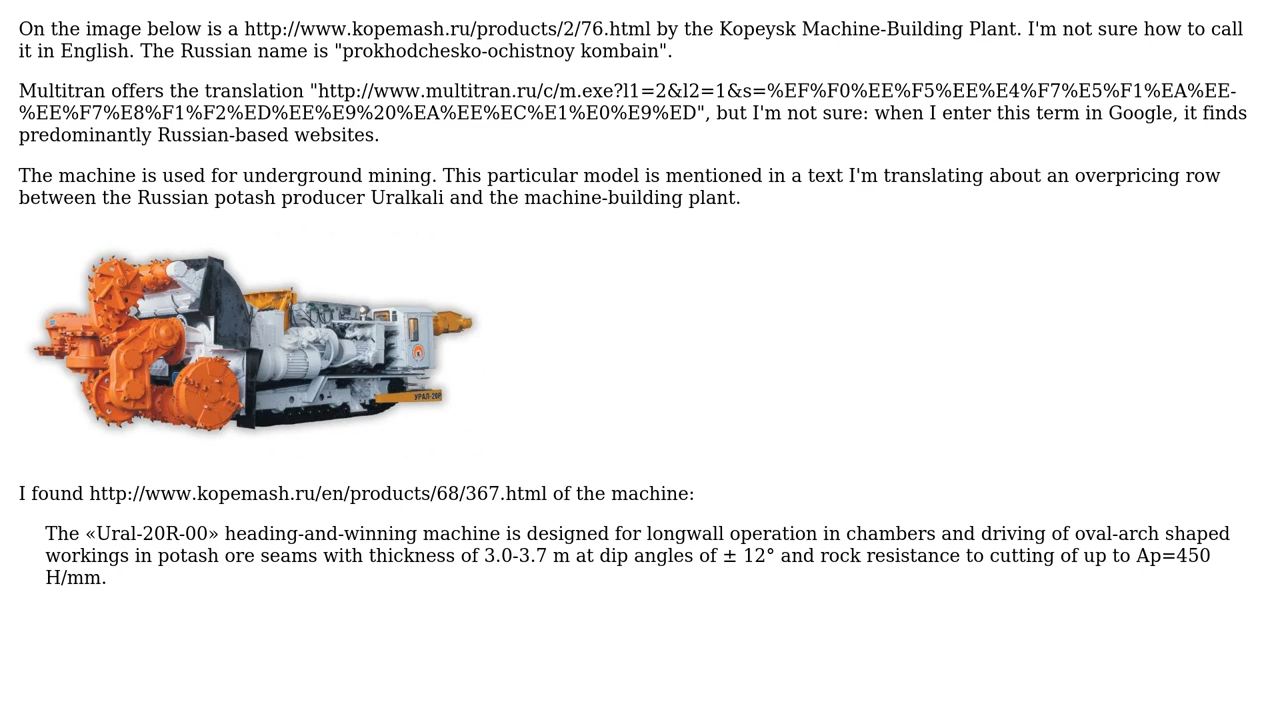 On the image below is a http://www.kopemash.ru/products/2/76.html by the Kopeysk Machine-Building Plant. I'm not sure how to call
it in English. The Russian name is "prokhodchesko-ochistnoy kombain".
Multitran offers the translation "http://www.multitran.ru/c/m.exe?l1=2&l2=1&s=%EF%F0%EE%F5%EE%E4%F7%E5%F1%EA%EE-
%EE%F7%E8%F1%F2%ED%EE%E9%20%EA%EE%EC%E1%E0%E9%ED", but I'm not sure: when I enter this term in Google, it finds
predominantly Russian-based websites.
The machine is used for underground mining. This particular model is mentioned in a text I'm translating about an overpricing row
between the Russian potash producer Uralkali and the machine-building plant.
УРАЛ-20Р
I found http://www.kopemash.ru/en/products/68/367.html of the machine:
The «Ural-20R-00» heading-and-winning machine is designed for longwall operation in chambers and driving of oval-arch shaped
workings in potash ore seams with thickness of 3.0-3.7 m at dip angles of ± 12° and rock resistance to cutting of up to Ap=450
H/mm.